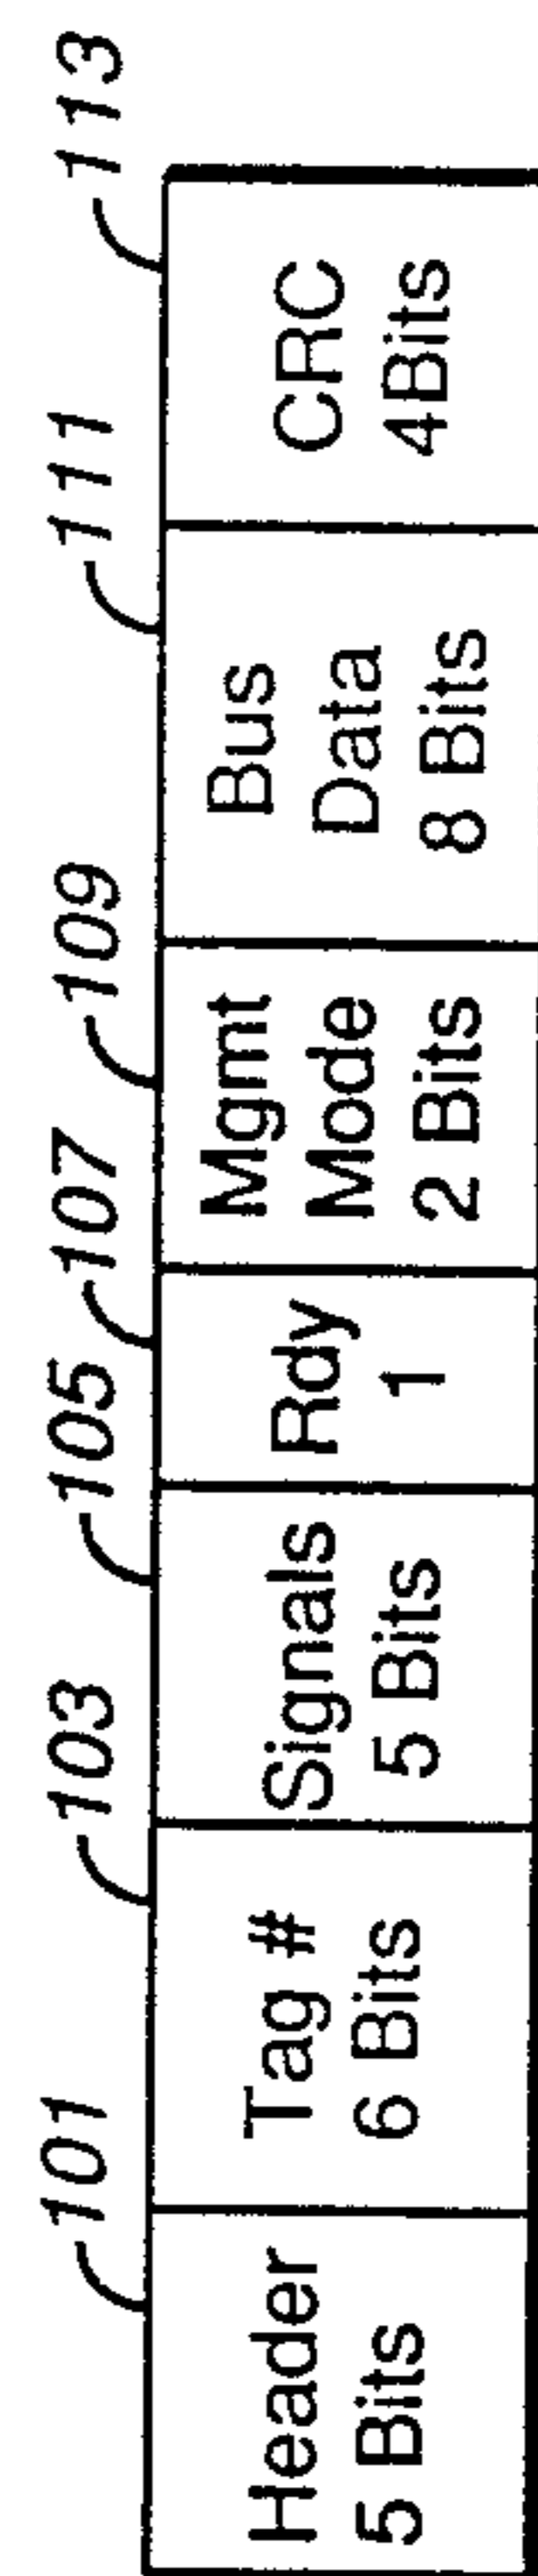 101
103
105
107
109
111
113
Header
5 Bits
Tag #
6 Bits
Signals
5 Bits
Rdy
1
Mgmt
Mode
2 Bits
Bus
Data
8 Bits
CRC
4Bits